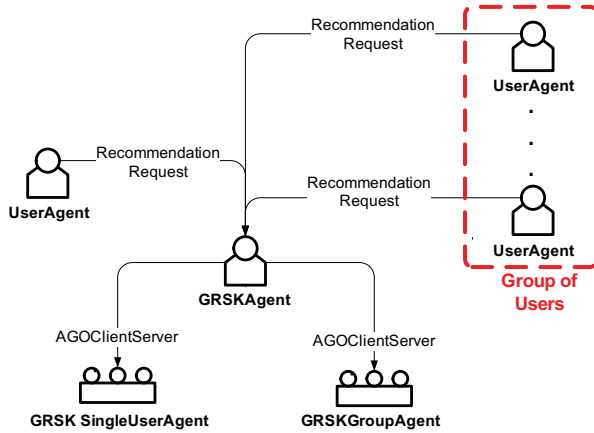 Recommendation
Request
UserAgent
Recommendation
Request
UserAgent
Recommendation
Request
UserAgent
Group of
Users
GRSKAgent
AGOClientServer
AGOClientServer
GRSK SingleUserAgent
GRSKGroupAgent